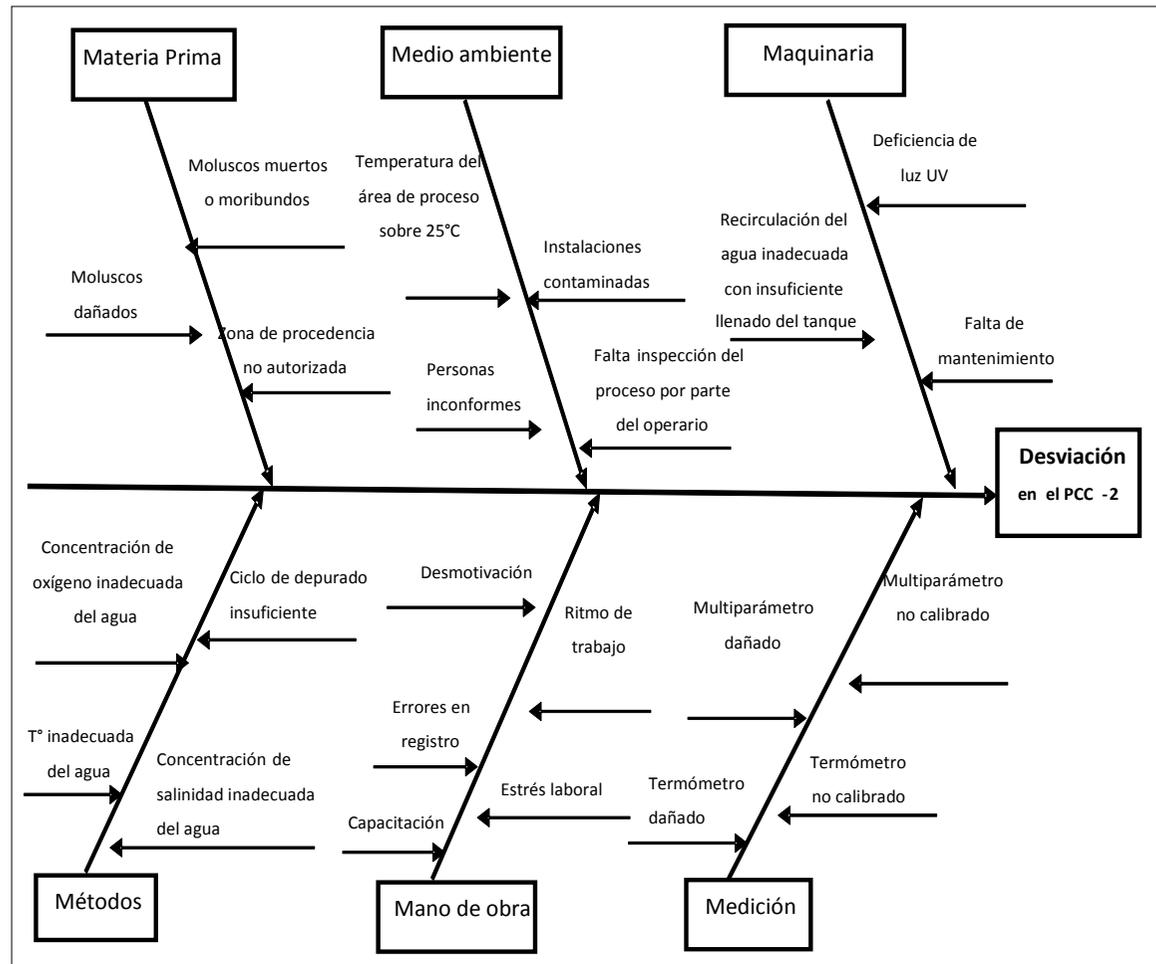 Materia Prima
Medio ambiente
Maquinaria
Moluscos muertos
o moribundos
Moluscos
dañados
Zona de procedencia
no autorizada
Temperatura del
área de proceso
sobre 25°C
Instalaciones
contaminadas
Personas
inconformes
Falta inspección del
proceso por parte
del operario
Deficiencia de
luz UV
Recirculación del
agua inadecuada
con insuficiente
llenado del tanque
Falta de
mantenimiento
Desviación
en el PCC -2
Concentración de
oxígeno inadecuada
del agua
Ciclo de depurado
insuficiente
T° inadecuada
del agua
Concentración de
salinidad inadecuada
del agua
Desmotivación
Ritmo de
trabajo
Errores en
registro
Estrés laboral
Capacitación
Multiparámetro
dañado
Multiparámetro
no calibrado
Termómetro
dañado
Termómetro
no calibrado
Métodos
Mano de obra
Medición